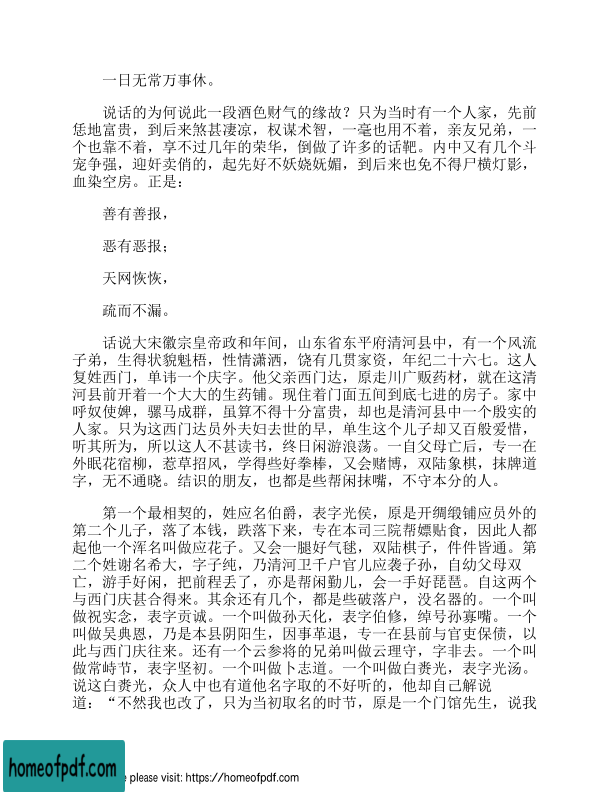 一日无常万事休。
说话的为何说此一段酒色财气的缘故？只为当时有一个人家，先前
恁地富贵，到后来煞甚凄凉，权谋术智，一毫也用不着，亲友兄弟，一
个也靠不着，享不过几年的荣华，倒做了许多的话靶。内中又有几个斗
宠争强，迎奸卖俏的，起先好不妖娆妩媚，到后来也免不得尸横灯影，
血染空房。正是：
善有善报，
恶有恶报；
天网恢恢，
疏而不漏。
话说大宋徽宗皇帝政和年间，山东省东平府清河县中，有一个风流
子弟，生得状貌魁梧，性情潇洒，饶有几贯家资，年纪二十六七。这人
复姓西门，单讳一个庆字。他父亲西门达，原走川广贩药材，就在这清
河县前开着一个大大的生药铺。现住着门面五间到底七进的房子。家中
呼奴使婢，骡马成群，虽算不得十分富贵，却也是清河县中一个殷实的
人家。只为这西门达员外夫妇去世的早，单生这个儿子却又百般爱惜，
听其所为，所以这人不甚读书，终日闲游浪荡。一自父母亡后，专一在
外眠花宿柳，惹草招风，学得些好拳棒，又会赌博，双陆象棋，抹牌道
字，无不通晓。结识的朋友，也都是些帮闲抹嘴，不守本分的人。
第一个最相契的，姓应名伯爵，表字光侯，原是开绸缎铺应员外的
第二个儿子，落了本钱，跌落下来，专在本司三院帮嫖贴食，因此人都
起他一个浑名叫做应花子。又会一腿好气毬，双陆棋子，件件皆通。第
二个姓谢名希大，字子纯，乃清河卫千户官儿应袭子孙，自幼父母双
亡，游手好闲，把前程丢了，亦是帮闲勤儿，会一手好琵琶。自这两个
与西门庆甚合得来。其余还有几个，都是些破落户，没名器的。一个叫
做祝实念，表字贡诚。一个叫做孙天化，表字伯修，绰号孙寡嘴。一个
叫做吴典恩，乃是本县阴阳生，因事革退，专一在县前与官吏保债，以
此与西门庆往来。还有一个云参将的兄弟叫做云理守，字非去。一个叫
做常峙节，表字坚初。一个叫做卜志道。一个叫做白赉光，表字光汤。
说这白赉光，众人中也有道他名字取的不好听的，他却自己解说
道：“不然我也改了，只为当初取名的时节，原是一个门馆先生，说我
homeofpdf.com
e please visit: https://homeofpdf.com